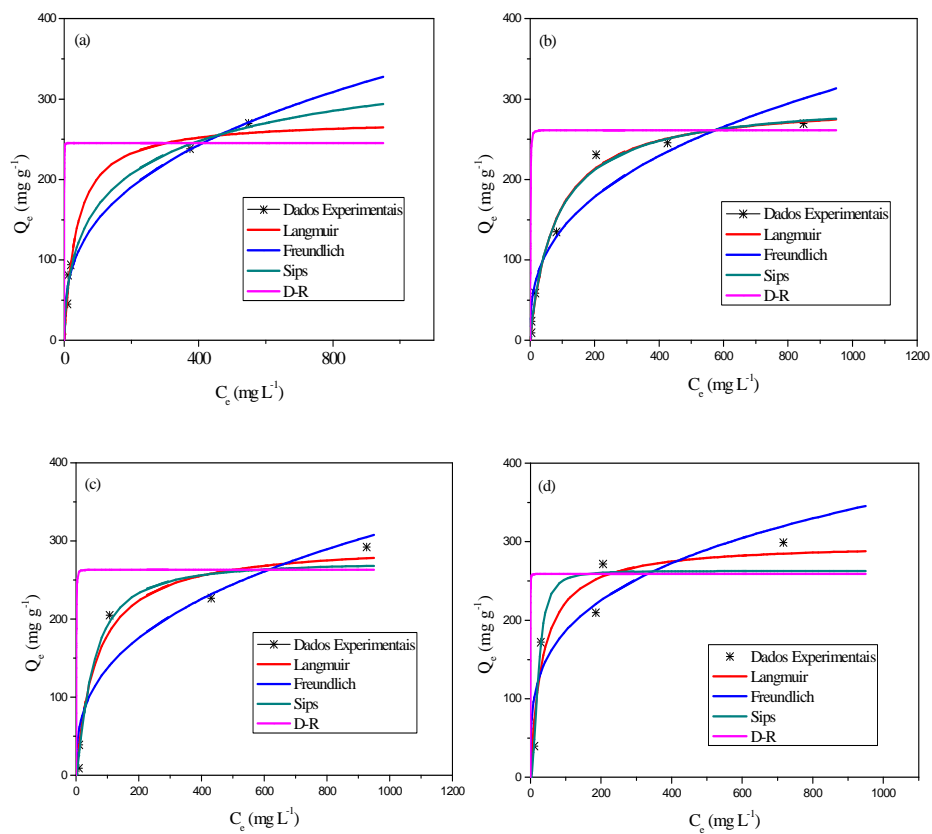 (a)
400
300
200
100
0
Qe (mg g-1)
Dados Experimentais
Langmuir
Freundlich
Sips
D-R
0 400 800
Ce (mg L-1)
(b)
400
300
200
100
0
Qe (mg g-1)
Dados Experimentais
Langmuir
Freundlich
Sips
D-R
0 200 400 600 800 1000 1200
Ce (mg L-1)
(c)
400
300
200
100
0
Qe (mg g-1)
Dados Experimentais
Langmuir
Freundlich
Sips
D-R
0 200 400 600 800 1000 1200
Ce (mg L-1)
(d)
400
300
200
100
0
Qe (mg g-1)
Dados Experimentais
Langmuir
Freundlich
Sips
D-R
0 200 400 600 800 1000
Ce (mg L-1)